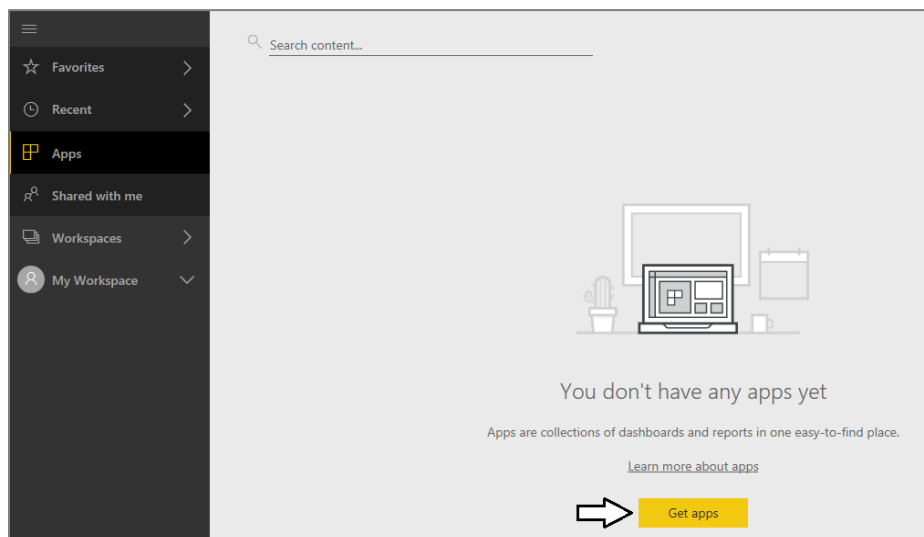 Search content...
Favorites
Recent
Apps
Shared with me
Workspaces
My Workspace
You don't have any apps yet
Apps are collections of dashboards and reports in one easy-to-find place.
Learn more about apps
Get apps